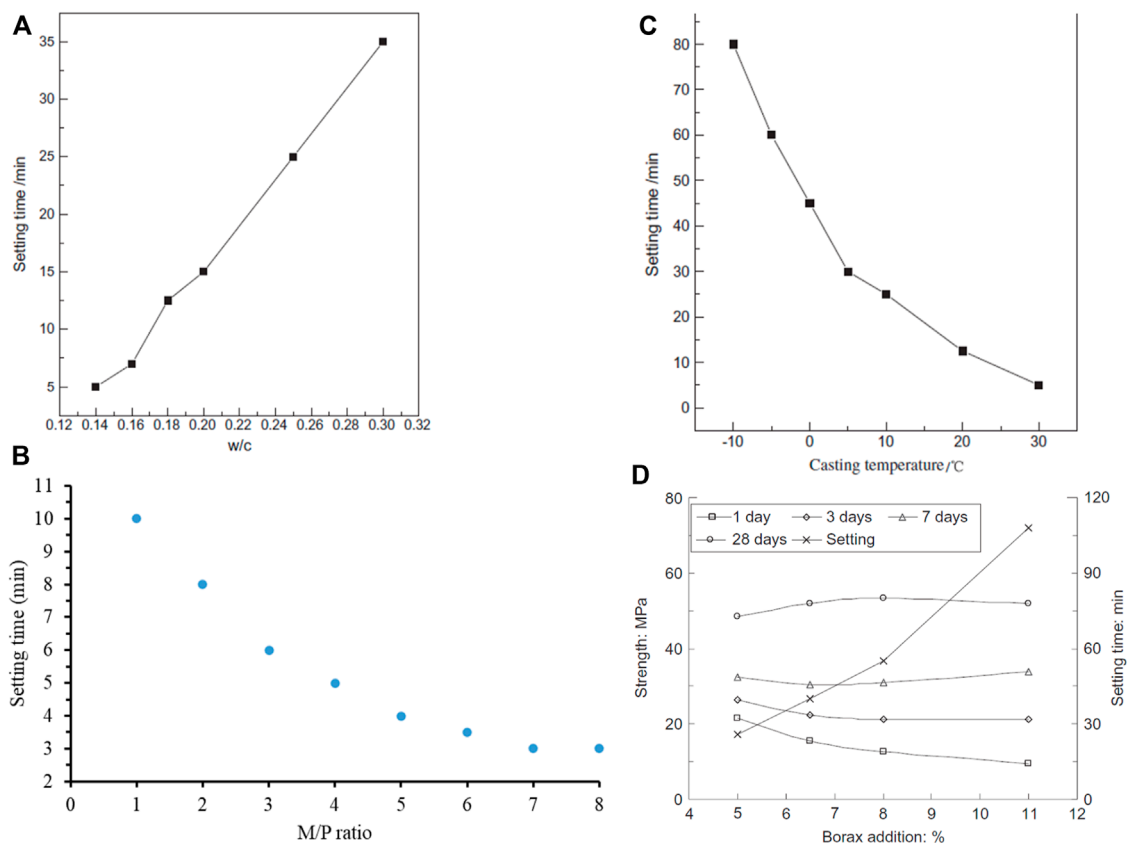 A
35
30
25
20
15
10
5
Setting time /min
0.12 0.14 0.16 0.18 0.20 0.22 0.24 0.26 0.28 0.30 0.32
w/c
B
11
10
9
8
7
6
5
4
3
2
Setting time (min)
0 1 2 3 4 5 6 7 8
M/P ratio
C
80
70
60
50
40
30
20
10
0
Setting time /min
-10 0 10 20 30
Casting temperature/℃
D
80
60
40
20
0
Strength: MPa
1 day 3 days 7 days
28 days Setting
120
90
60
30
0
Setting time: min
4 5 6 7 8 9 10 11 12
Borax addition: %